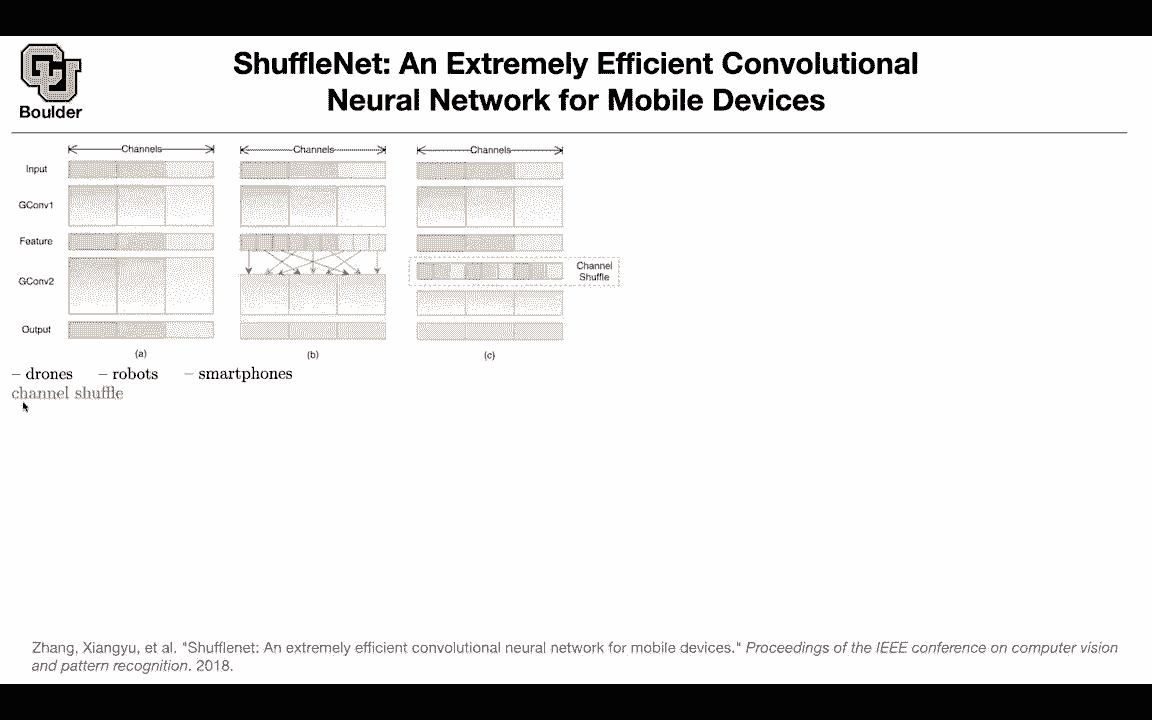 ShuffleNet: An Extremely Efficient Convolutional
Neural Network for Mobile Devices
Boulder
Channels Channels Channels
Input
GConv1
Feature
Channel
Shuffle
GConv2
Output
(a) (b) (c)
– drones – robots – smartphones
channel shuffle
Zhang, Xiangyu, et al. "Shufflenet: An extremely efficient convolutional neural network for mobile devices." Proceedings of the IEEE conference on computer vision
and pattern recognition. 2018.